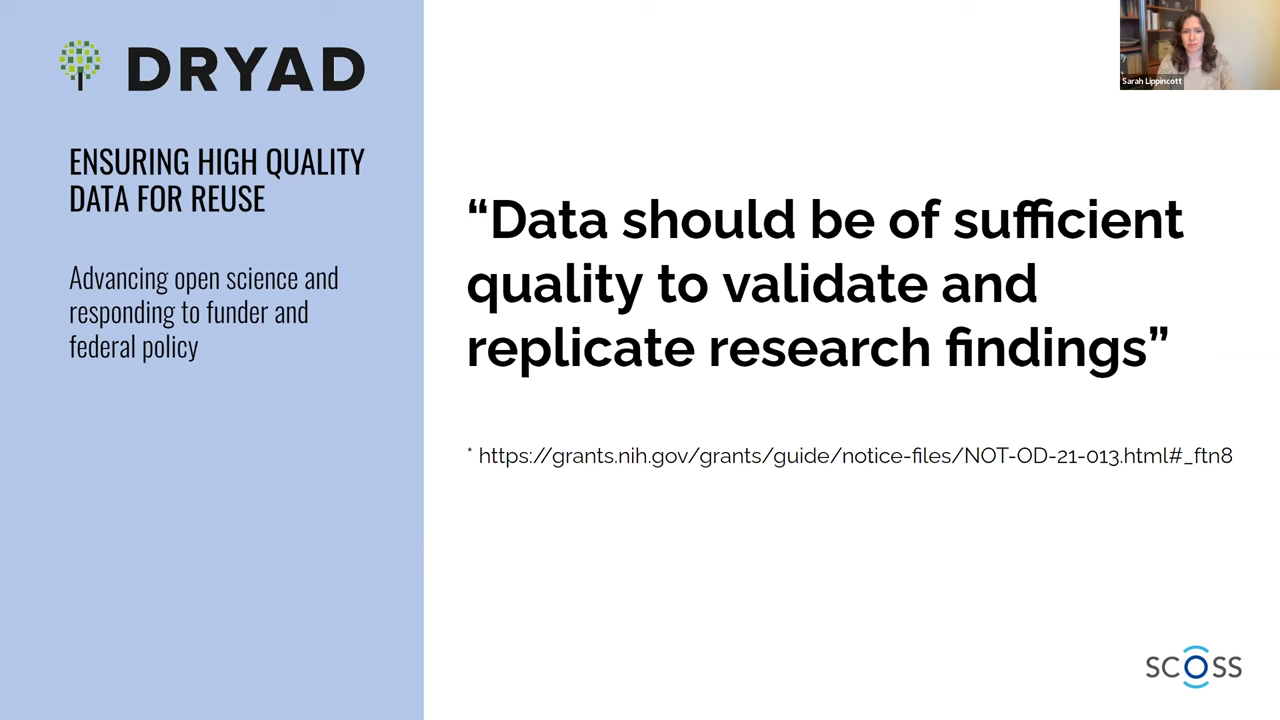 DRYAD
ENSURING HIGH QUALITY
DATA FOR REUSE
Advancing open science and
responding to funder and
federal policy
Sarah Lippincott
“Data should be of sufficient
quality to validate and
replicate research findings”
* https://grants.nih.gov/grants/guide/notice-files/NOT-OD-21-013.html#_ftn8
SCOSS